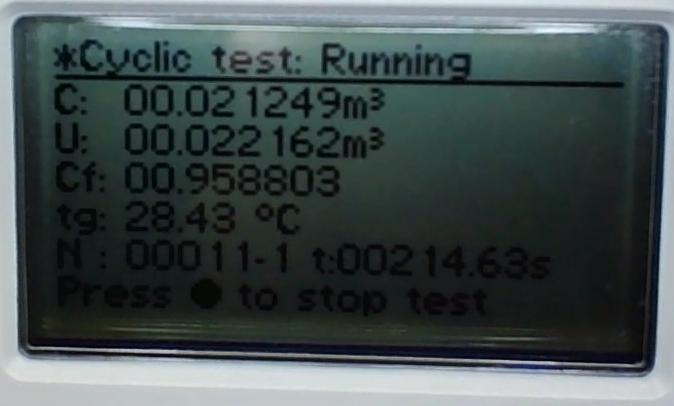 *Cyclic test: Running
C: 00.021249m³
U: 00.022162m³
Cf: 00.958803
tg: 28.43 ºC
N : 00011-1 t:00214.63s
Press ● to stop test